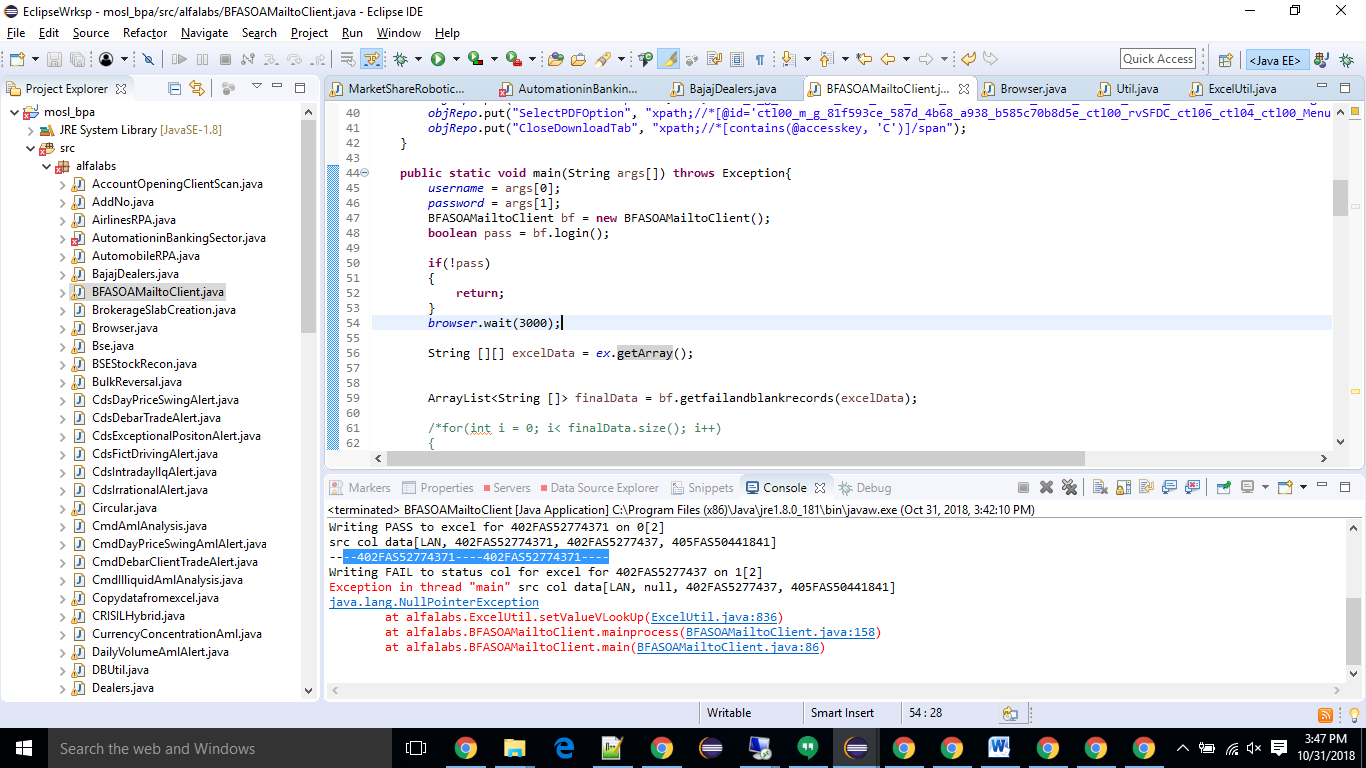 EclipseWrksp - mosl_bpa/src/alfalabs/BFASOAMailtoClient.java - Eclipse IDE
File Edit Source Refactor Navigate Search Project Run Window Help
Quick Access <Java EE>
Project Explorer
mosl_bpa
JRE System Library [JavaSE-1.8]
src
alfalabs
AccountOpeningClientScan.java
AddNo.java
AirlinesRPA.java
AutomationinBankingSector.java
AutomobileRPA.java
BajajDealers.java
BFASOAMailtoClient.java
BrokerageSlabCreation.java
Browser.java
Bse.java
BSEStockRecon.java
BulkReversal.java
CdsDayPriceSwingAlert.java
CdsDebarTradeAlert.java
CdsExceptionalPositonAlert.java
CdsFictDrivingAlert.java
CdsIntradayllqAlert.java
CdsIrrationalAlert.java
Circular.java
CmdAmlAnalysis.java
CmdDayPriceSwingAmlAlert.java
CmdDebarClientTradeAlert.java
CmdIlliquidAmlAnalysis.java
Copydatafromexcel.java
CRISILHybrid.java
CurrencyConcentrationAml.java
DailyVolumeAmlAlert.java
DBUtil.java
Dealers.java
MarketShareRobotic... AutomationinBankin... BajajDealers.java BFASOAMailtoClient.j... Browser.java Util.java ExcelUtil.java
40 objRepo.put("SelectPDFOption", "xpath;//*[@id='ctl00_m_g_81f593ce_587d_4b68_a938_b585c70b8d5e_ctl00_rvSFDC_ctl06_ctl04_ctl00_Menu
41 objRepo.put("CloseDownloadTab", "xpath;//*[contains(@accesskey, 'C')]/span");
42 }
43
44 public static void main(String args[]) throws Exception{
45 username = args[0];
46 password = args[1];
47 BFASOAMailtoClient bf = new BFASOAMailtoClient();
48 boolean pass = bf.login();
49
50 if(!pass)
51 {
52 return;
53 }
54 browser.wait(3000);
55
56 String [][] excelData = ex.getArray();
57
58
59 ArrayList<String []> finalData = bf.getfailandblankrecords(excelData);
60
61 /*for(int i = 0; i< finalData.size(); i++)
62 {
Markers Properties Servers Data Source Explorer Snippets Console Debug
<terminated> BFASOAMailtoClient [Java Application] C:\Program Files (x86)\Java\jre1.8.0_181\bin\javaw.exe (Oct 31, 2018, 3:42:10 PM)
Writing PASS to excel for 402FAS52774371 on 0[2]
src col data[LAN, 402FAS52774371, 402FAS5277437, 405FAS50441841]
----402FAS52774371----402FAS52774371----
Writing FAIL to status col for excel for 402FAS5277437 on 1[2]
Exception in thread "main" src col data[LAN, null, 402FAS5277437, 405FAS50441841]
java.lang.NullPointerException
at alfalabs.ExcelUtil.setValueVLookUp(ExcelUtil.java:836)
at alfalabs.BFASOAMailtoClient.mainprocess(BFASOAMailtoClient.java:158)
at alfalabs.BFASOAMailtoClient.main(BFASOAMailtoClient.java:86)
Writable Smart Insert 54 : 28
Search the web and Windows
3:47 PM
10/31/2018